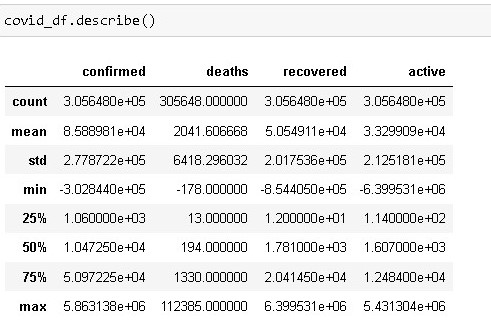 covid_df.describe()
confirmed deaths recovered active
count 3.056480e+05 305648.000000 3.056480e+05 3.056480e+05
mean 8.588981e+04 2041.606668 5.054911e+04 3.329909e+04
std 2.778722e+05 6418.296032 2.017536e+05 2.125181e+05
min -3.028440e+05 -178.000000 -8.544050e+05 -6.399531e+06
25% 1.060000e+03 13.000000 1.200000e+01 1.140000e+02
50% 1.047250e+04 194.000000 1.781000e+03 1.607000e+03
75% 5.097225e+04 1330.000000 2.041450e+04 1.248400e+04
max 5.863138e+06 112385.000000 6.399531e+06 5.431304e+06